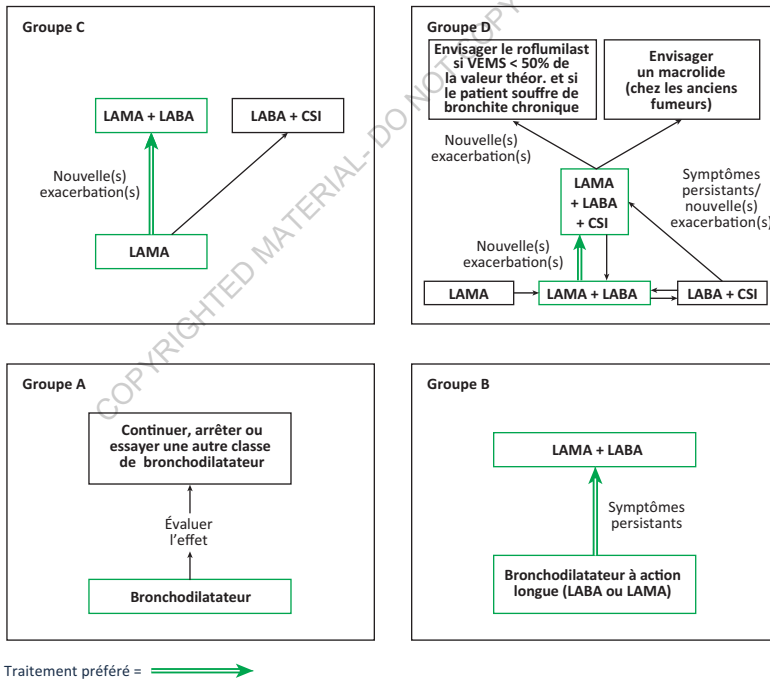 Groupe C
LAMA + LABA
LABA + CSI
Nouvelle(s)
exacerbation(s)
LAMA
Groupe D
Envisager le roflumilast
si VEMS < 50% de
la valeur théor. et si
le patient souffre de
bronchite chronique
Envisager
un macrolide
(chez les anciens
fumeurs)
Nouvelle(s)
exacerbation(s)
LAMA
+ LABA
+ CSI
Symptômes
persistants/
nouvelle(s)
exacerbation(s)
Nouvelle(s)
exacerbation(s)
LAMA
LAMA + LABA
LABA + CSI
Groupe A
Continuer, arrêter ou
essayer une autre classe
de bronchodilatateur
Évaluer
l'effet
Bronchodilatateur
Groupe B
LAMA + LABA
Symptômes
persistants
Bronchodilatateur à action
longue (LABA ou LAMA)
Traitement préféré =
COPYRIGHTED MATERIAL- DO NOT COPY